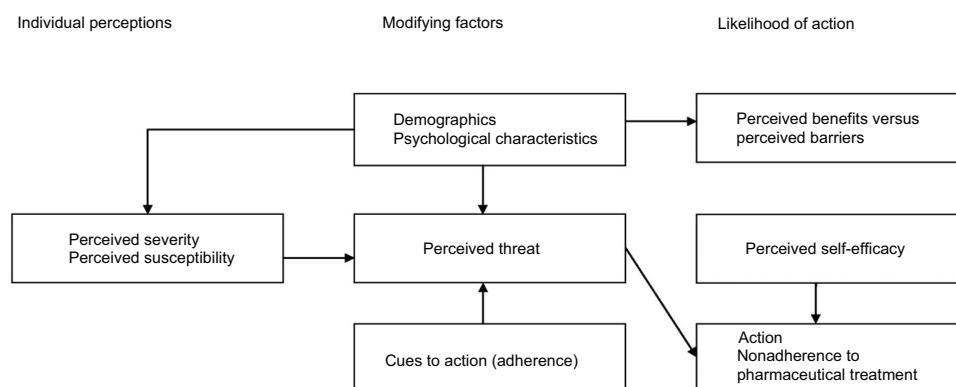 Individual perceptions
Modifying factors
Likelihood of action
Demographics
Psychological characteristics
Perceived benefits versus
perceived barriers
Perceived severity
Perceived susceptibility
Perceived threat
Perceived self-efficacy
Cues to action (adherence)
Action
Nonadherence to
pharmaceutical treatment